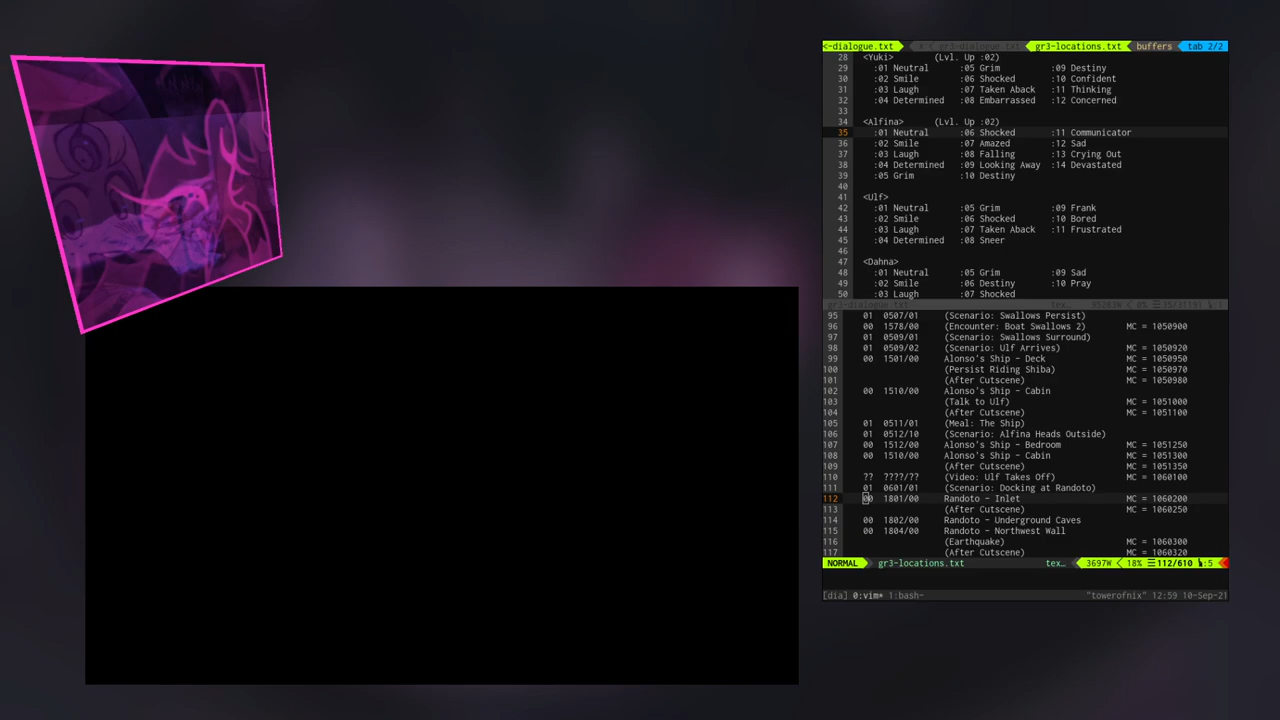 <-dialogue.txt gr3-dialogue.txt gr3-locations.txt buffers tab 2/2
28 <Yuki> (Lvl. Up :02)
29 :01 Neutral :05 Grim :09 Destiny
30 :02 Smile :06 Shocked :10 Confident
31 :03 Laugh :07 Taken Aback :11 Thinking
32 :04 Determined :08 Embarrassed :12 Concerned
33
34 <Alfina> (Lvl. Up :02)
35 :01 Neutral :06 Shocked :11 Communicator
36 :02 Smile :07 Amazed :12 Sad
37 :03 Laugh :08 Falling :13 Crying Out
38 :04 Determined :09 Looking Away :14 Devastated
39 :05 Grim :10 Destiny
40
41 <Ulf>
42 :01 Neutral :05 Grim :09 Frank
43 :02 Smile :06 Shocked :10 Bored
44 :03 Laugh :07 Taken Aback :11 Frustrated
45 :04 Determined :08 Sneer
46
47 <Dahna>
48 :01 Neutral :05 Grim :09 Sad
49 :02 Smile :06 Destiny :10 Pray
50 :03 Laugh :07 Shocked
gr3-dialogue.txt tex…
95 01 0507/01 (Scenario: Swallows Persist)
96 00 1578/00 (Encounter: Boat Swallows 2) MC = 1050900
97 01 0509/01 (Scenario: Swallows Surround)
98 01 0509/02 (Scenario: Ulf Arrives) MC = 1050920
99 00 1501/00 Alonso's Ship - Deck MC = 1050950
100 (Persist Riding Shiba) MC = 1050970
101 (After Cutscene) MC = 1050980
102 00 1510/00 Alonso's Ship - Cabin
103 (Talk to Ulf) MC = 1051000
104 (After Cutscene) MC = 1051100
105 01 0511/01 (Meal: The Ship)
106 01 0512/10 (Scenario: Alfina Heads Outside)
107 00 1512/00 Alonso's Ship - Bedroom MC = 1051250
108 00 1510/00 Alonso's Ship - Cabin MC = 1051300
109 (After Cutscene) MC = 1051350
110 ?? ????/?? (Video: Ulf Takes Off) MC = 1060100
111 01 0601/01 (Scenario: Docking at Randoto)
112 00 1801/00 Randoto - Inlet MC = 1060200
113 (After Cutscene) MC = 1060250
114 00 1802/00 Randoto - Underground Caves
115 00 1804/00 Randoto - Northwest Wall
116 (Earthquake) MC = 1060300
117 (After Cutscene) MC = 1060320
NORMAL gr3-locations.txt tex… 3697W 18% 112/610 :5
[dia] 0:vim* 1:bash- "towerofnix" 12:59 10-Sep-21